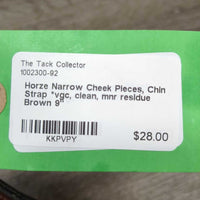 The Tack Collector
1002300-92
Horze Narrow Cheek Pieces, Chin
Strap *vgc, clean, mnr residue
Brown 9"
$28.00
KKPVPY